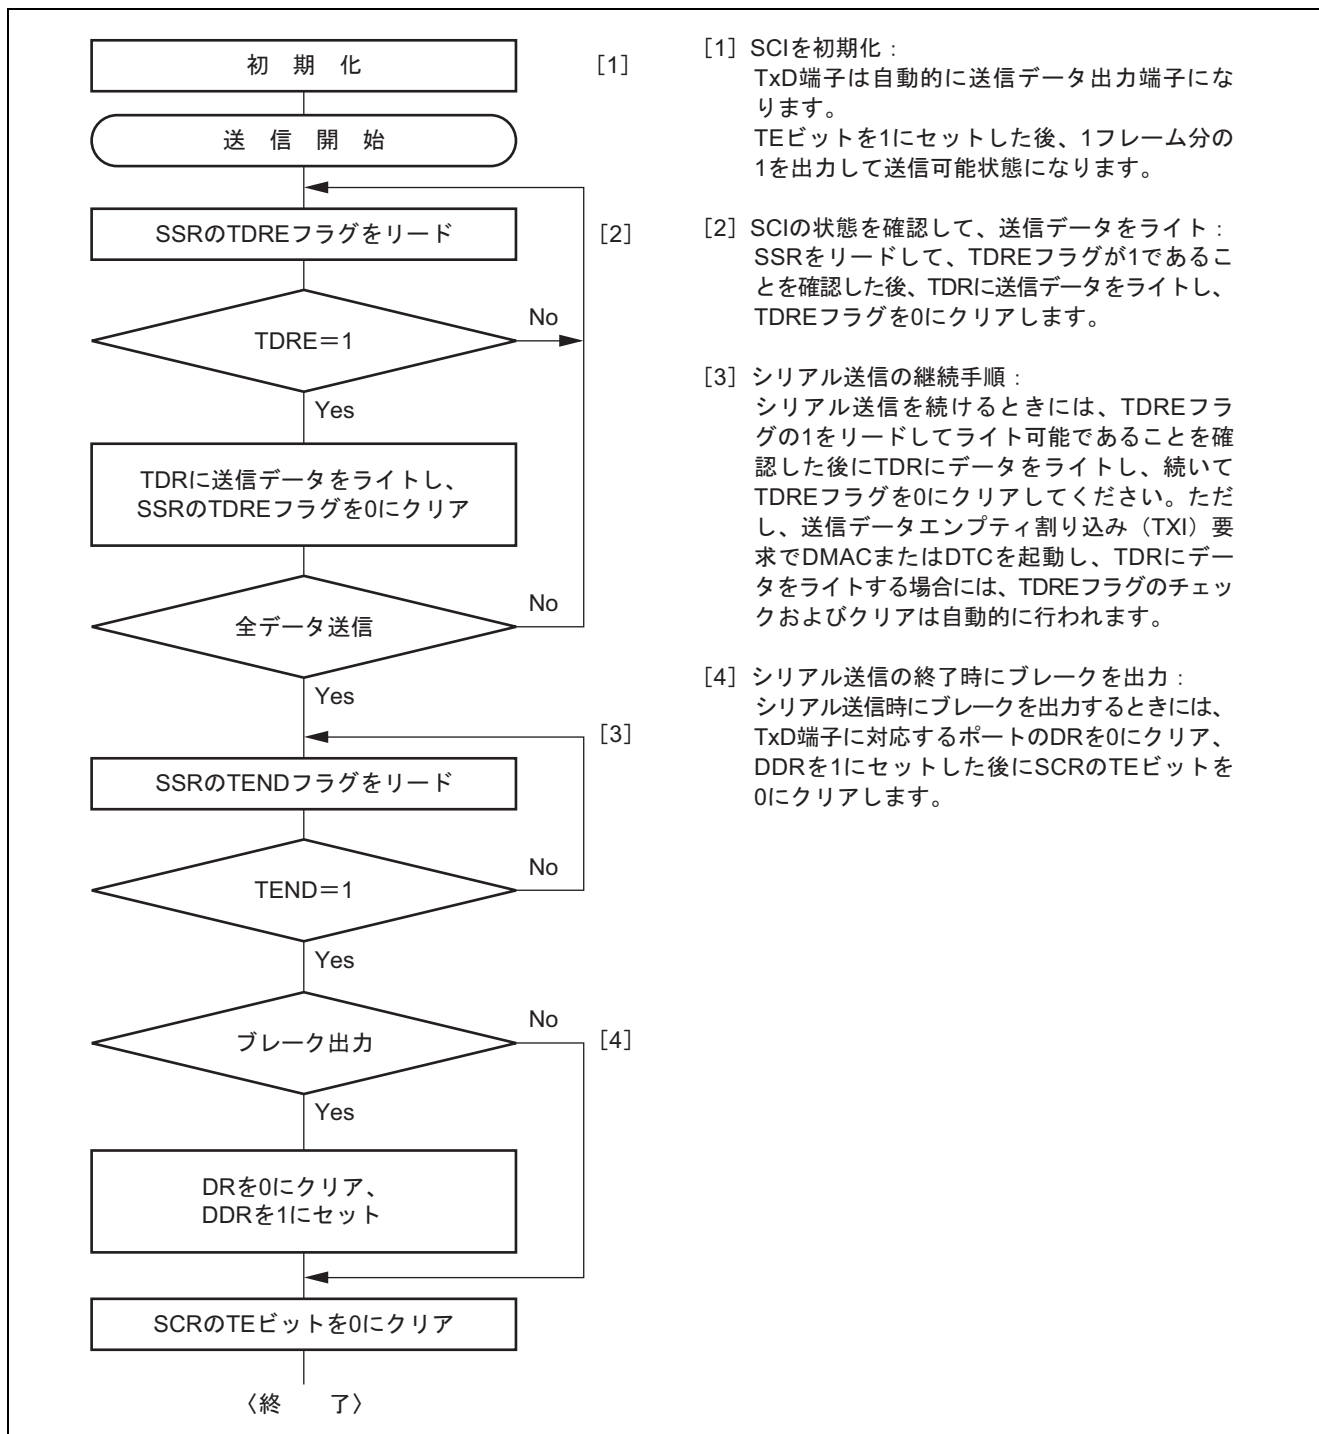 初 期 化
[1]
送 信 開 始
SSRのTDREフラグをリード
[2]
TDRE＝1
No
Yes
TDRに送信データをライトし、
SSRのTDREフラグを0にクリア
全データ送信
No
Yes
[3]
SSRのTENDフラグをリード
TEND＝1
No
Yes
ブレーク出力
No
[4]
Yes
DRを0にクリア、
DDRを1にセット
SCRのTEビットを0にクリア
〈終 了〉
[1] SCIを初期化：
TxD端子は自動的に送信データ出力端子にな
ります。
TEビットを1にセットした後、1フレーム分の
1を出力して送信可能状態になります。
[2] SCIの状態を確認して、送信データをライト：
SSRをリードして、TDREフラグが1であるこ
とを確認した後、TDRに送信データをライトし、
TDREフラグを0にクリアします。
[3] シリアル送信の継続手順：
シリアル送信を続けるときには、TDREフラ
グの1をリードしてライト可能であることを確
認した後にTDRにデータをライトし、続いて
TDREフラグを0にクリアしてください。ただ
し、送信データエンプティ割り込み（TXI）要
求でDMACまたはDTCを起動し、TDRにデー
タをライトする場合には、TDREフラグのチェッ
クおよびクリアは自動的に行われます。
[4] シリアル送信の終了時にブレークを出力：
シリアル送信時にブレークを出力するときには、
TxD端子に対応するポートのDRを0にクリア、
DDRを1にセットした後にSCRのTEビットを
0にクリアします。